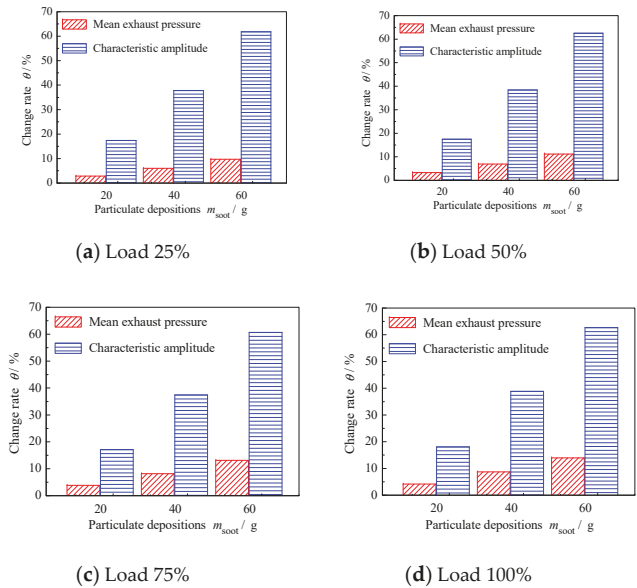 70
60
50
40
30
20
10
0
Change rate θ / %
Mean exhaust pressure
Characteristic amplitude
20 40 60
Particulate depositions m_soot / g
(a) Load 25%
70
60
50
40
30
20
10
0
Change rate θ / %
Mean exhaust pressure
Characteristic amplitude
20 40 60
Particulate depositions m_soot / g
(b) Load 50%
70
60
50
40
30
20
10
0
Change rate θ / %
Mean exhaust pressure
Characteristic amplitude
20 40 60
Particulate depositions m_soot / g
(c) Load 75%
70
60
50
40
30
20
10
0
Change rate θ / %
Mean exhaust pressure
Characteristic amplitude
20 40 60
Particulate depositions m_soot / g
(d) Load 100%